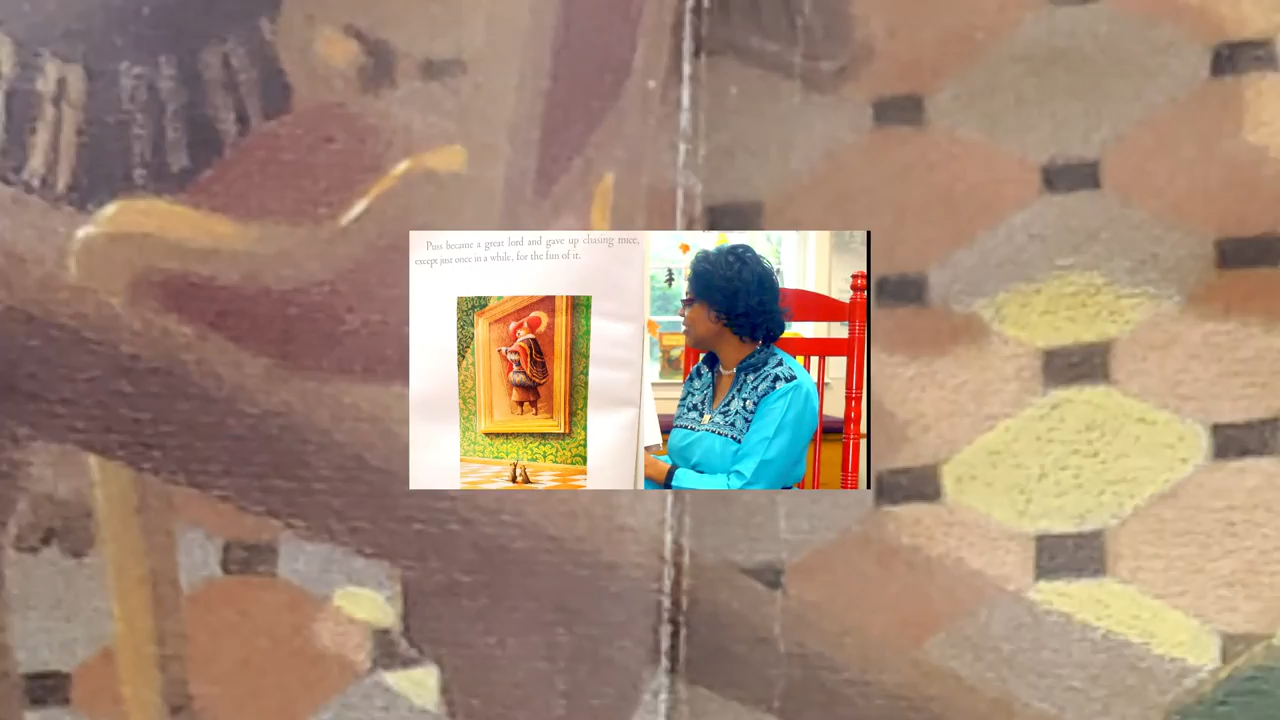 Puss became a great lord and gave up chasing mice,
except just once in a while, for the fun of it.